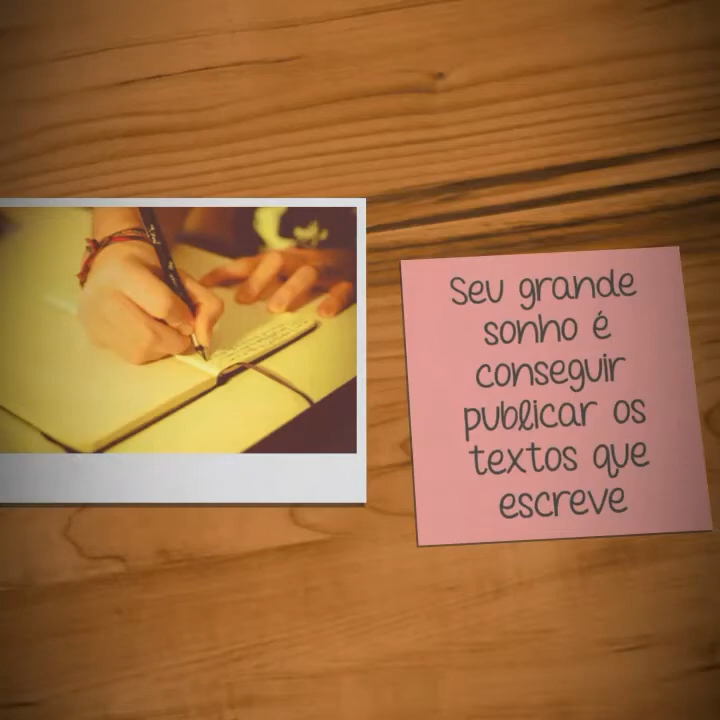 Seu grande
sonho é
conseguir
publicar os
textos que
escreve